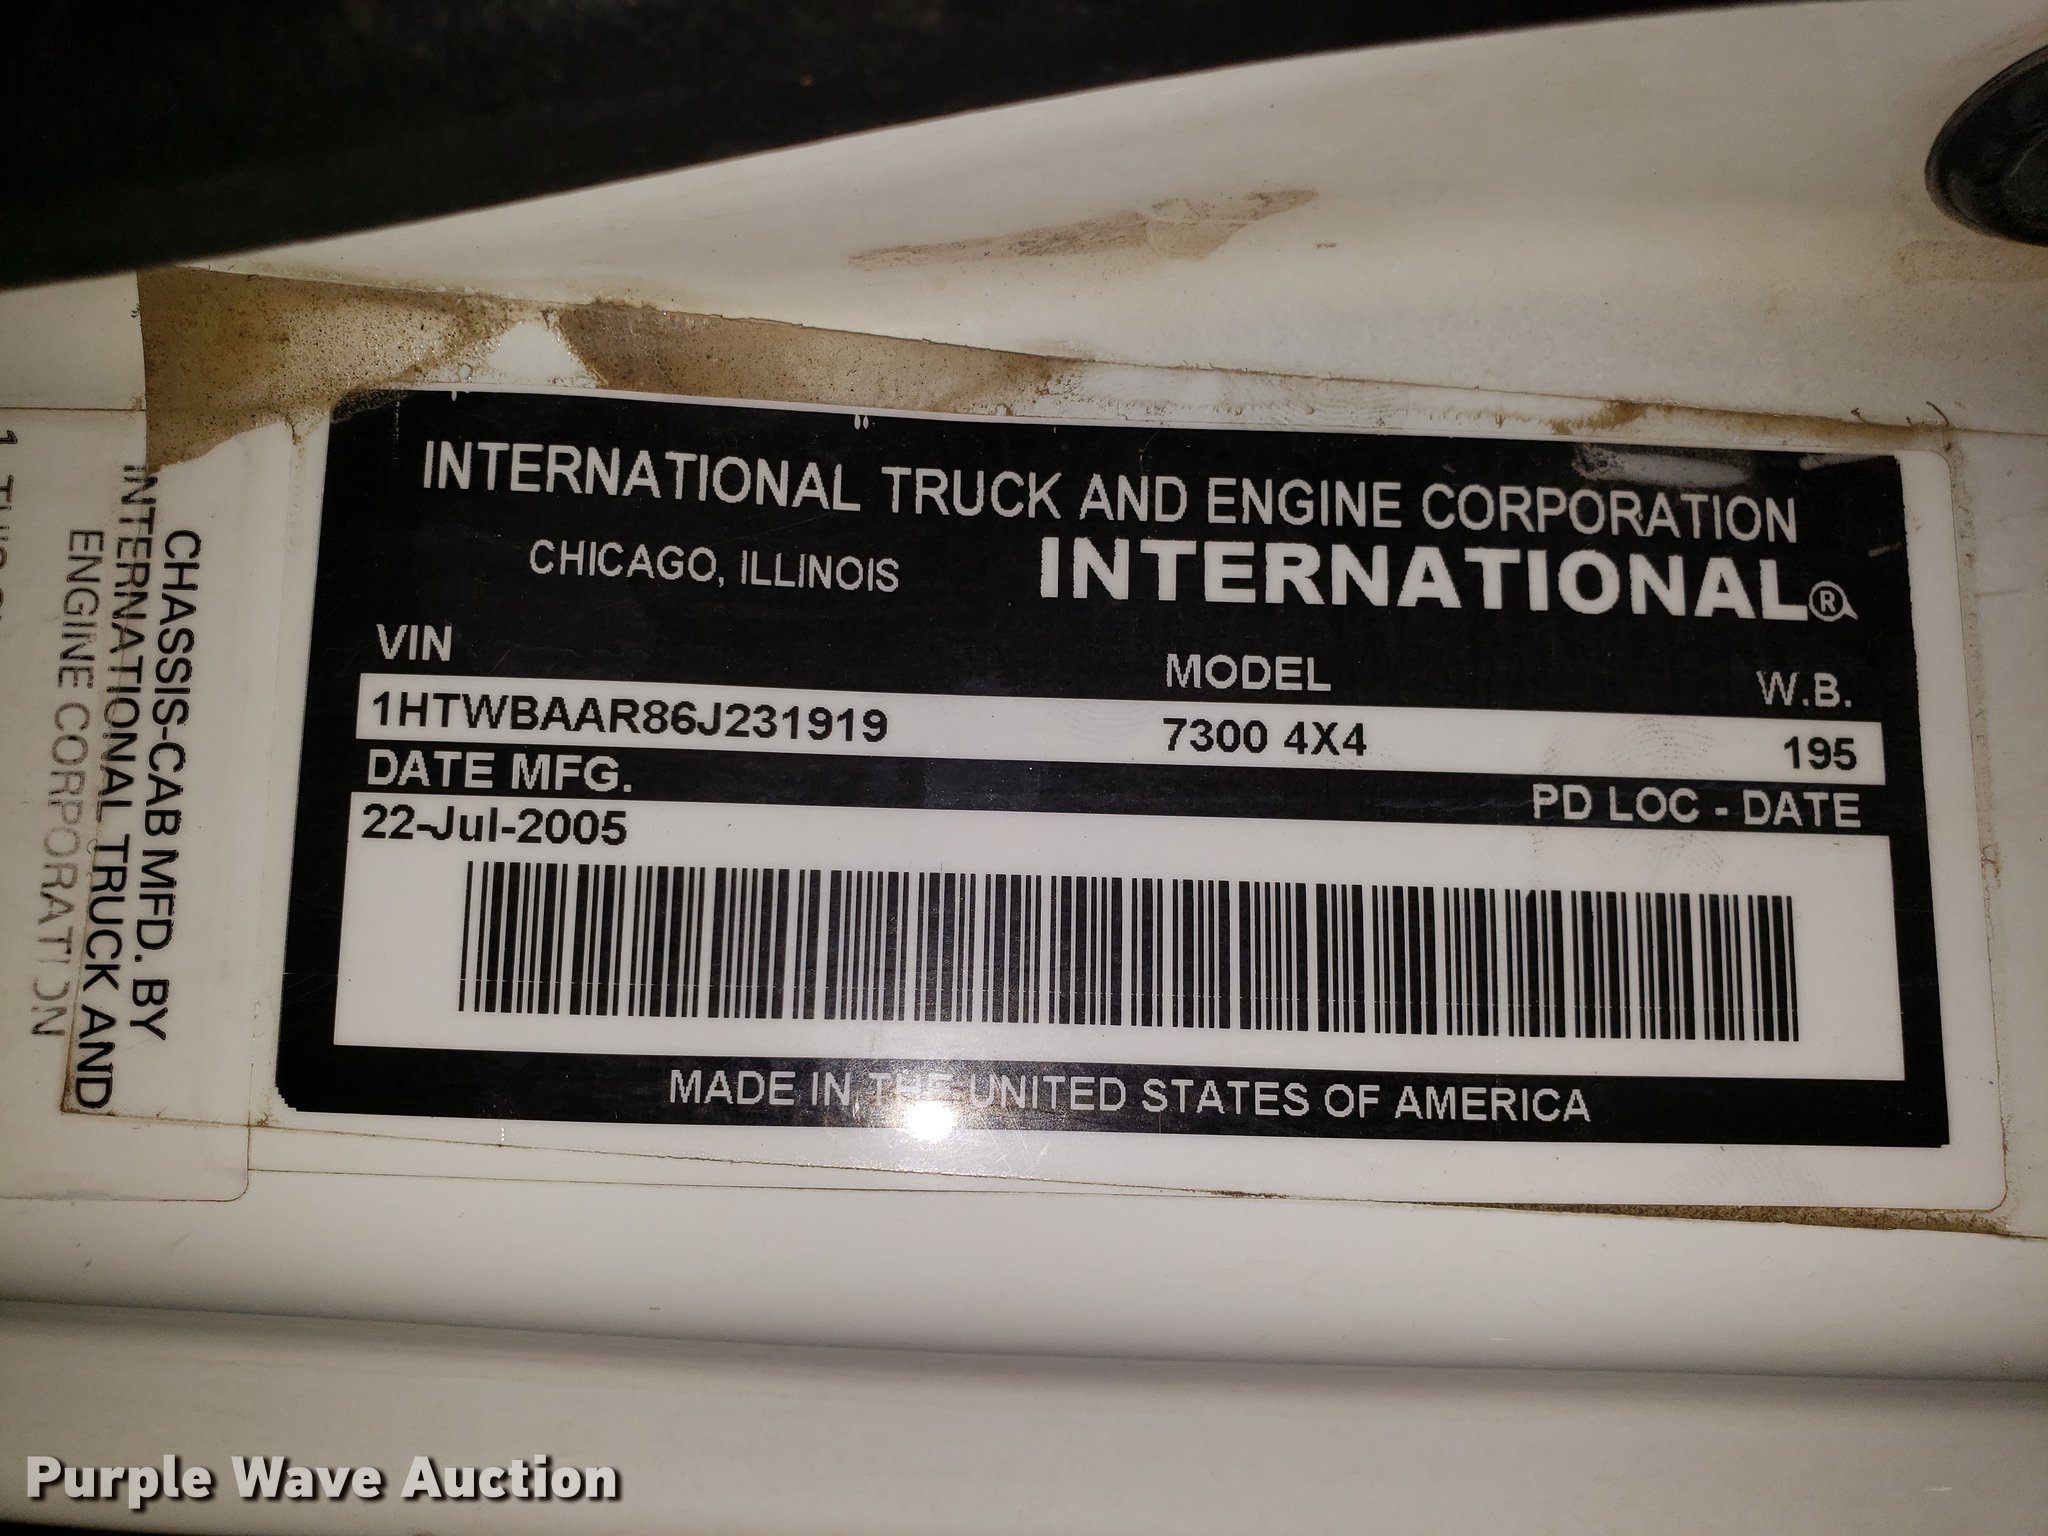 INTERNATIONAL TRUCK AND ENGINE CORPORATION
CHICAGO, ILLINOIS INTERNATIONAL®
VIN MODEL W.B.
1HTWBAAR86J231919 7300 4X4 195
DATE MFG. PD LOC - DATE
22-Jul-2005
MADE IN THE UNITED STATES OF AMERICA
CHASSIS-CAB MFD. BY
INTERNATIONAL TRUCK AND
ENGINE CORPORATION
Purple Wave Auction